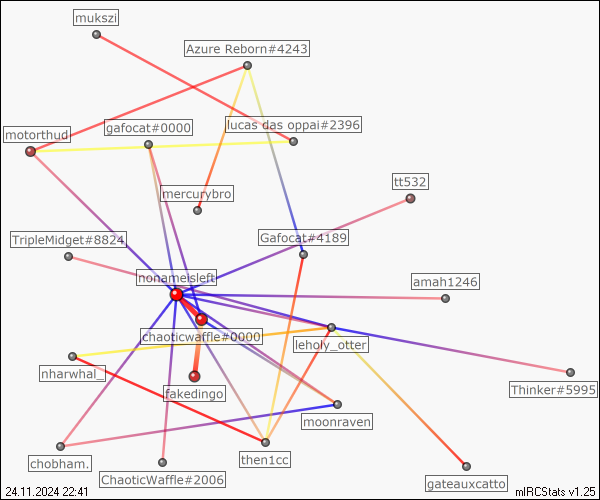 mukszi
Azure Reborn#4243
gafocat#0000
lucas das oppai#2396
motorthud
tt532
mercurybro
Gafocat#4189
TripleMidget#8824
nonameisleft
amah1246
chaoticwaffle#0000
leholy_otter
nharwhal_
fakedingo
Thinker#5995
moonraven
then1cc
chobham.
ChaoticWaffle#2006
gateauxcatto
24.11.2024 22:41
mIRCStats v1.25